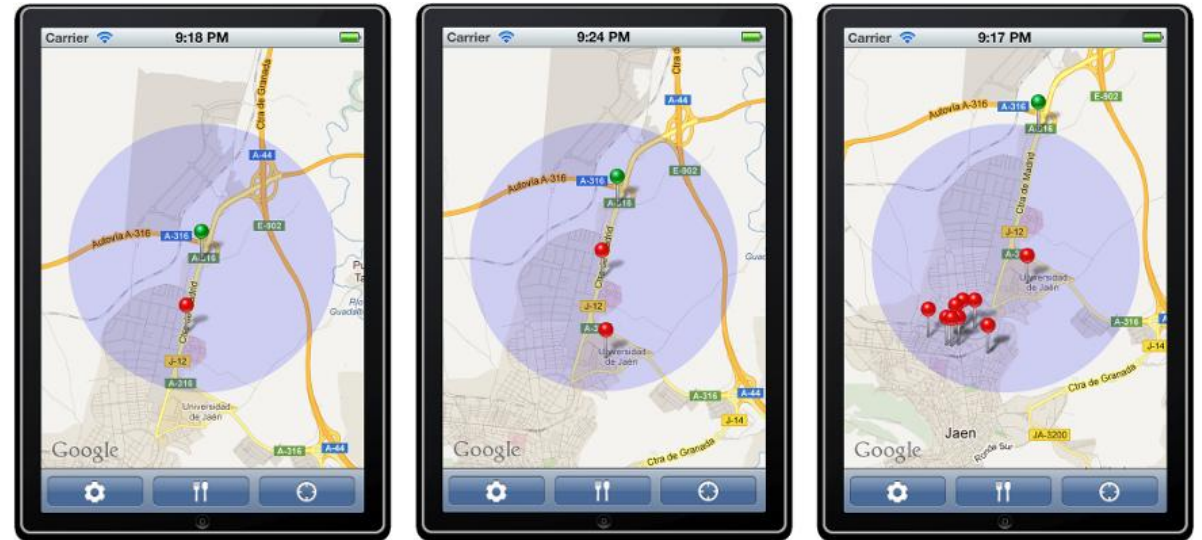 Carrier 9:18 PM
Ctra de Granada
A-44
E-902
Autovía A-316
A-316
A-316
J-12
A-316
Universidad
de Jaén
A-316
A-44
Google
Carrier 9:24 PM
A-44
E-902
Autovía A-316
A-316
J-12
Universidad
de Jaén
A-316
A-44
J-14
Ctra de Granada
Google
Carrier 9:17 PM
E-902
Autovía A-316
A-316
Ctra de Madrid
J-12
Universidad
de Jaén
A-316
J-14
Ctra de Granada
Jaen
JA-3200
Ronda Sur
Google